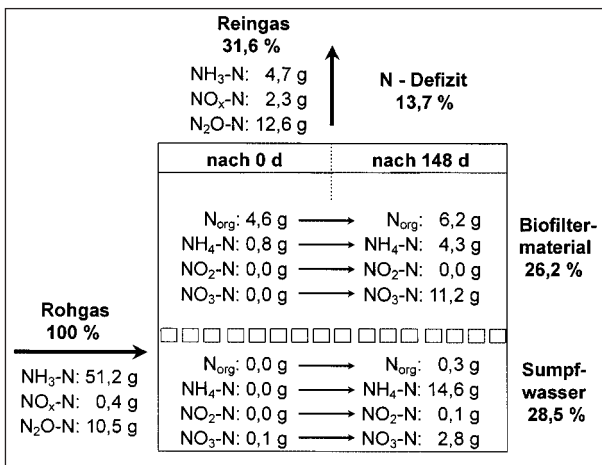 Reingas
31,6 %
NH₃-N: 4,7 g
NOₓ-N: 2,3 g
N₂O-N: 12,6 g
N - Defizit
13,7 %
nach 0 d
nach 148 d
N_org: 4,6 g → N_org: 6,2 g
NH₄-N: 0,8 g → NH₄-N: 4,3 g
NO₂-N: 0,0 g → NO₂-N: 0,0 g
NO₃-N: 0,0 g → NO₃-N: 11,2 g
Biofilter-
material
26,2 %
Rohgas
100 %
NH₃-N: 51,2 g
NOₓ-N: 0,4 g
N₂O-N: 10,5 g
N_org: 0,0 g → N_org: 0,3 g
NH₄-N: 0,0 g → NH₄-N: 14,6 g
NO₂-N: 0,0 g → NO₂-N: 0,1 g
NO₃-N: 0,1 g → NO₃-N: 2,8 g
Sumpf-
wasser
28,5 %